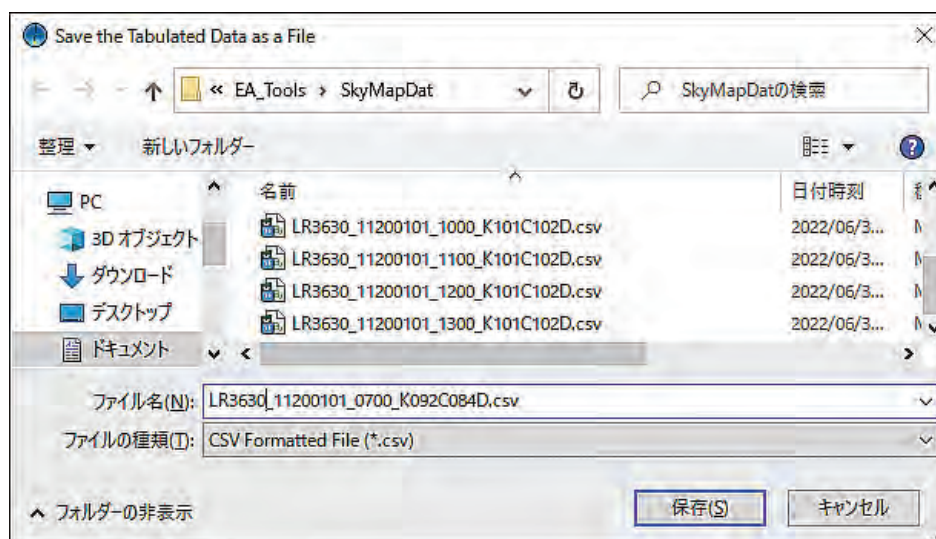 Save the Tabulated Data as a File
« EA_Tools › SkyMapDat
SkyMapDatの検索
整理 新しいフォルダー
名前 日付時刻
PC
3D オブジェクト
ダウンロード
デスクトップ
ドキュメント
LR3630_11200101_1000_K101C102D.csv 2022/06/3...
LR3630_11200101_1100_K101C102D.csv 2022/06/3...
LR3630_11200101_1200_K101C102D.csv 2022/06/3...
LR3630_11200101_1300_K101C102D.csv 2022/06/3...
ファイル名(N): LR3630_11200101_0700_K092C084D.csv
ファイルの種類(T): CSV Formatted File (*.csv)
フォルダーの非表示
保存(S) キャンセル